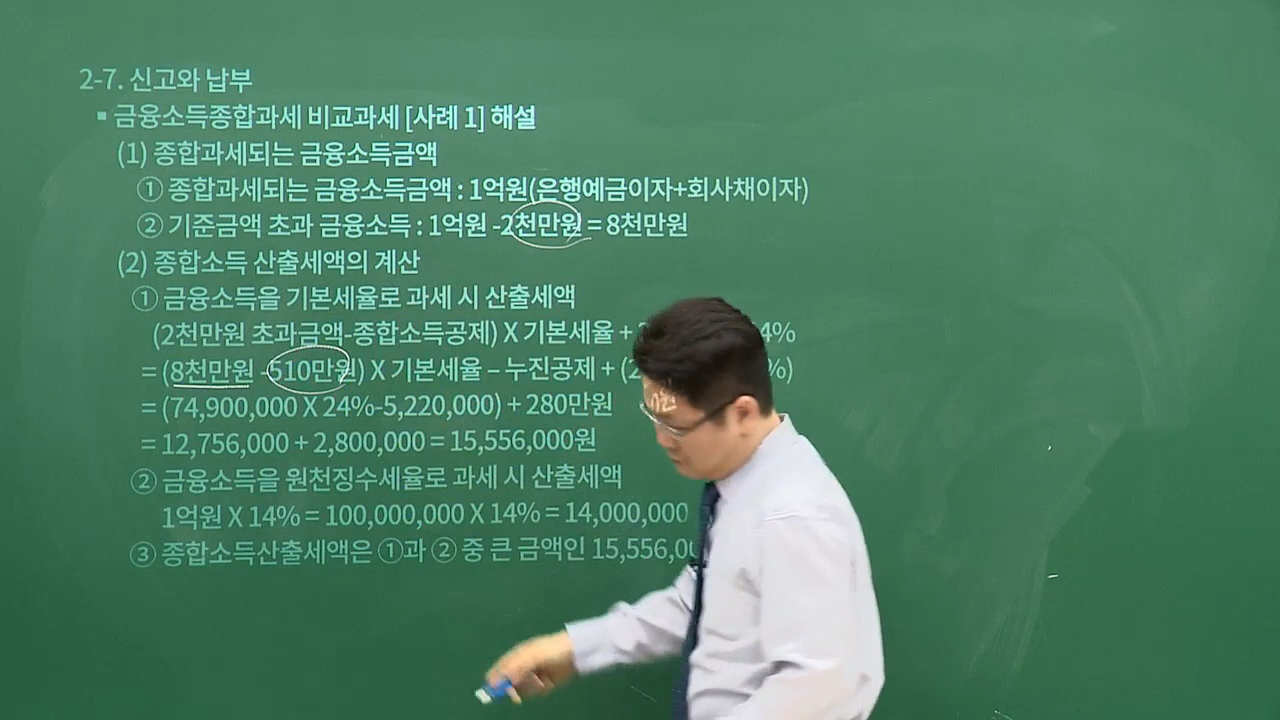 2-7. 신고와 납부
▪ 금융소득종합과세 비교과세 [사례 1] 해설
(1) 종합과세되는 금융소득금액
① 종합과세되는 금융소득금액 : 1억원(은행예금이자+회사채이자)
② 기준금액 초과 금융소득 : 1억원 -2천만원 = 8천만원
(2) 종합소득 산출세액의 계산
① 금융소득을 기본세율로 과세 시 산출세액
(2천만원 초과금액-종합소득공제) X 기본세율 + 4%
= (8천만원 -510만원) X 기본세율 – 누진공제 + (2 %)
= (74,900,000 X 24%-5,220,000) + 280만원
= 12,756,000 + 2,800,000 = 15,556,000원
② 금융소득을 원천징수세율로 과세 시 산출세액
1억원 X 14% = 100,000,000 X 14% = 14,000,000
③ 종합소득산출세액은 ①과 ② 중 큰 금액인 15,556,0